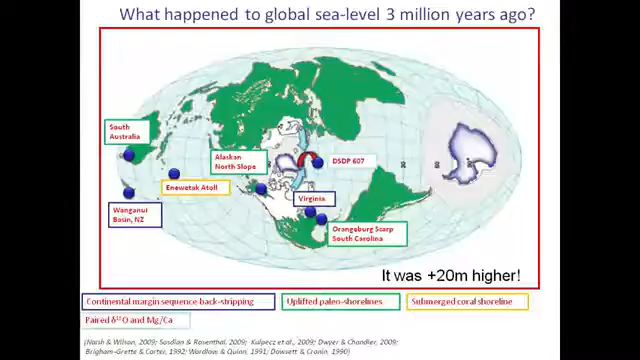 What happened to global sea-level 3 million years ago?
South
Australia
Alaskan
North Slope
DSDP 607
Enewetak Atoll
Virginia
Wanganui
Basin, NZ
Orangeburg Scarp
South Carolina
It was +20m higher!
Continental margin sequence back-stripping
Uplifted paleo-shorelines
Submerged coral shoreline
Paired δ18O and Mg/Ca
(Naish & Wilson, 2009; Sosdian & Rosenthal, 2009; Kulpecz et al., 2009; Dwyer & Chandler, 2009;
Brigham-Grette & Carter, 1992; Wardlaw & Quinn, 1991; Dowsett & Cronin, 1990)